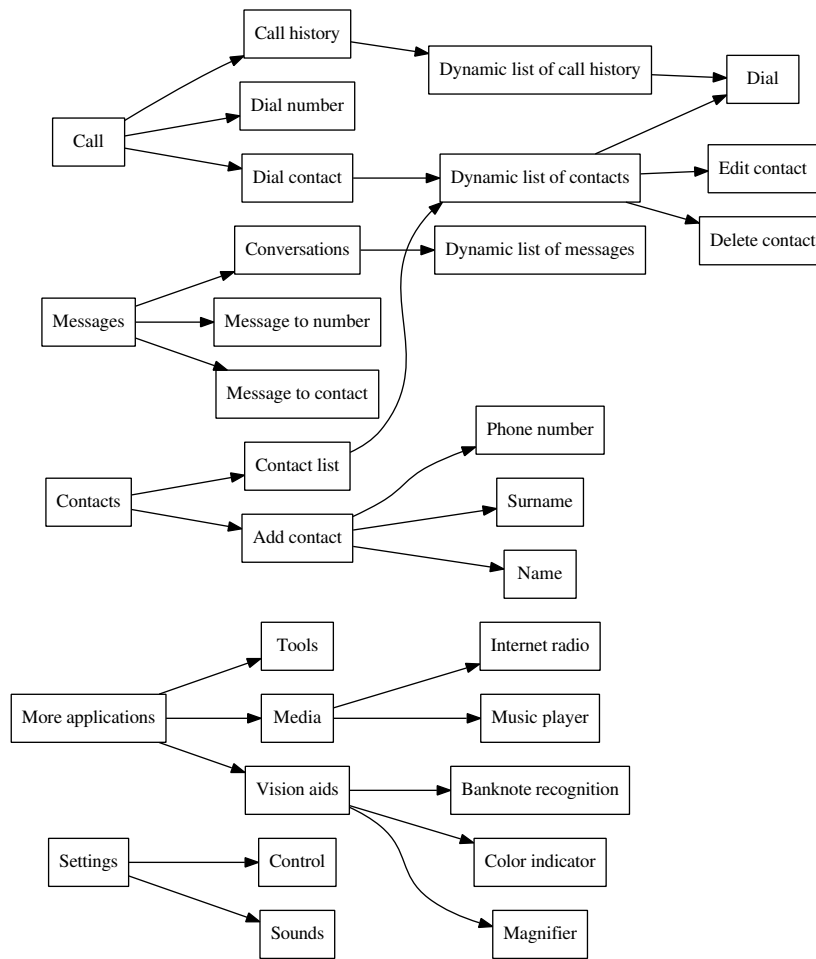 Call history
Dynamic list of call history
Dial
Dial number
Call
Dial contact
Dynamic list of contacts
Edit contact
Delete contact
Conversations
Dynamic list of messages
Messages
Message to number
Message to contact
Phone number
Contact list
Contacts
Surname
Add contact
Name
Tools
Internet radio
More applications
Media
Music player
Vision aids
Banknote recognition
Settings
Control
Color indicator
Sounds
Magnifier